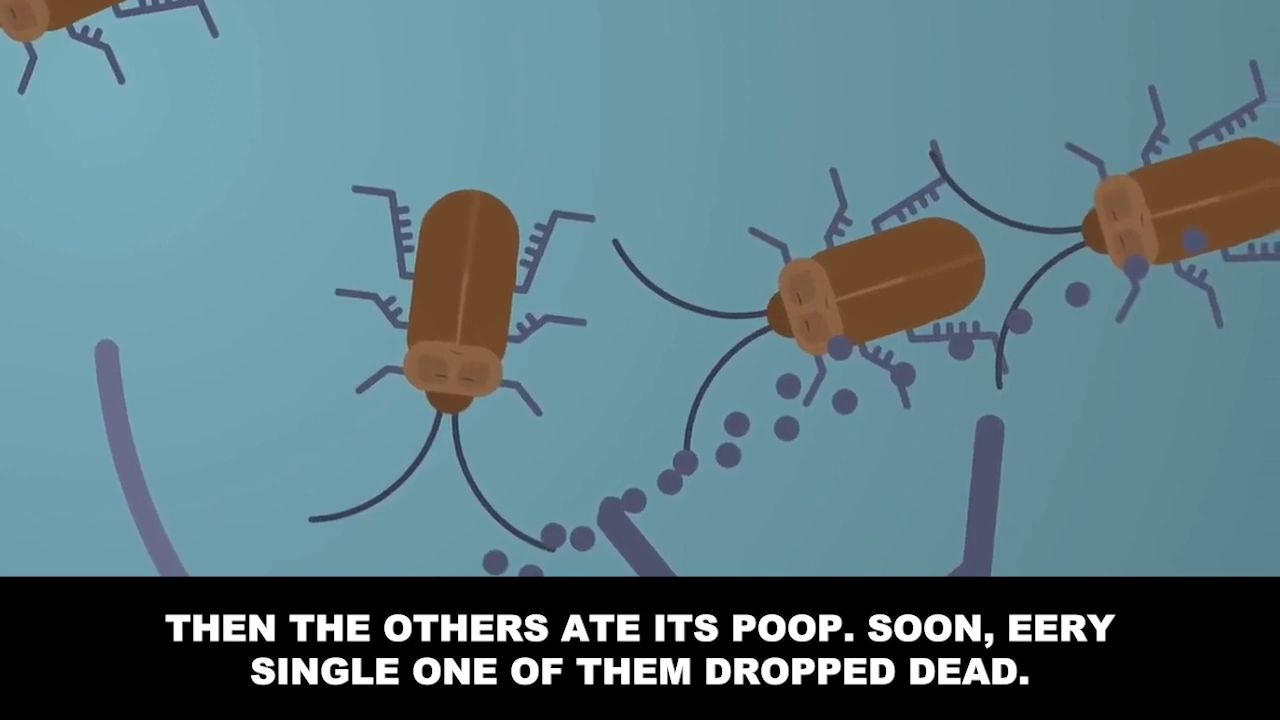 THEN THE OTHERS ATE ITS POOP. SOON, EERY
SINGLE ONE OF THEM DROPPED DEAD.